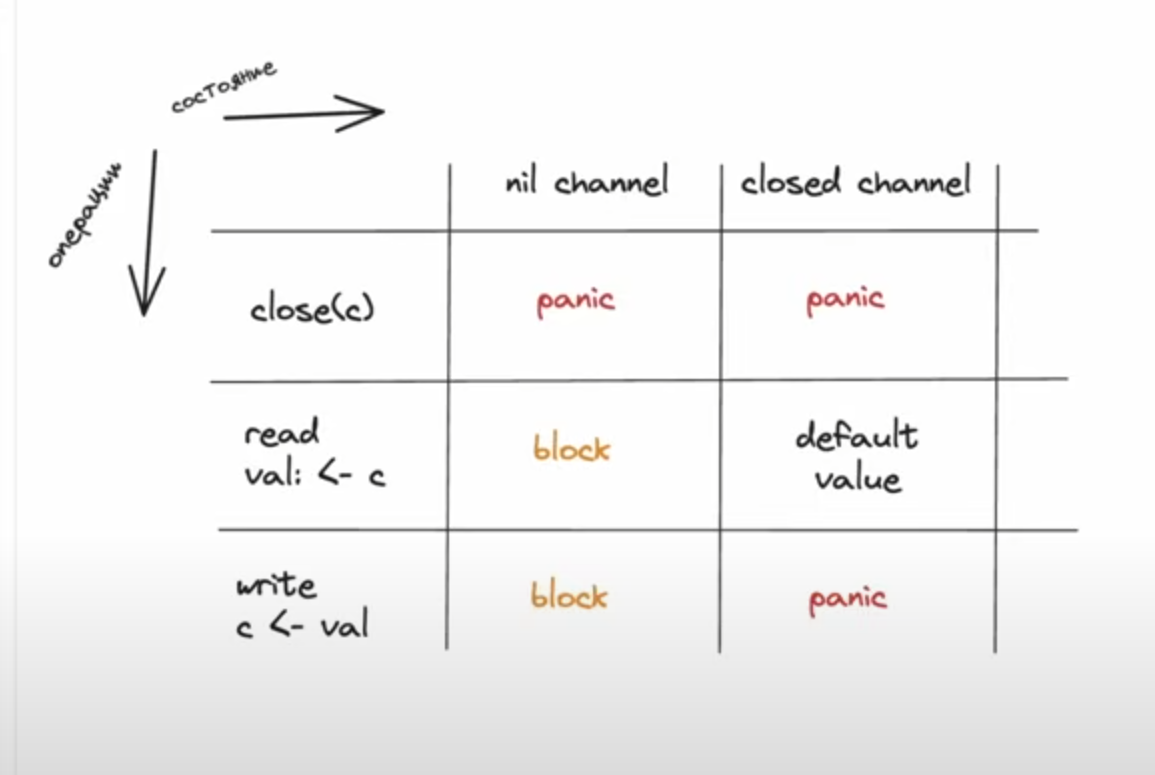 состояние
операции
nil channel
closed channel
close(c)
panic
panic
read
val: <- c
block
default
value
write
c <- val
block
panic